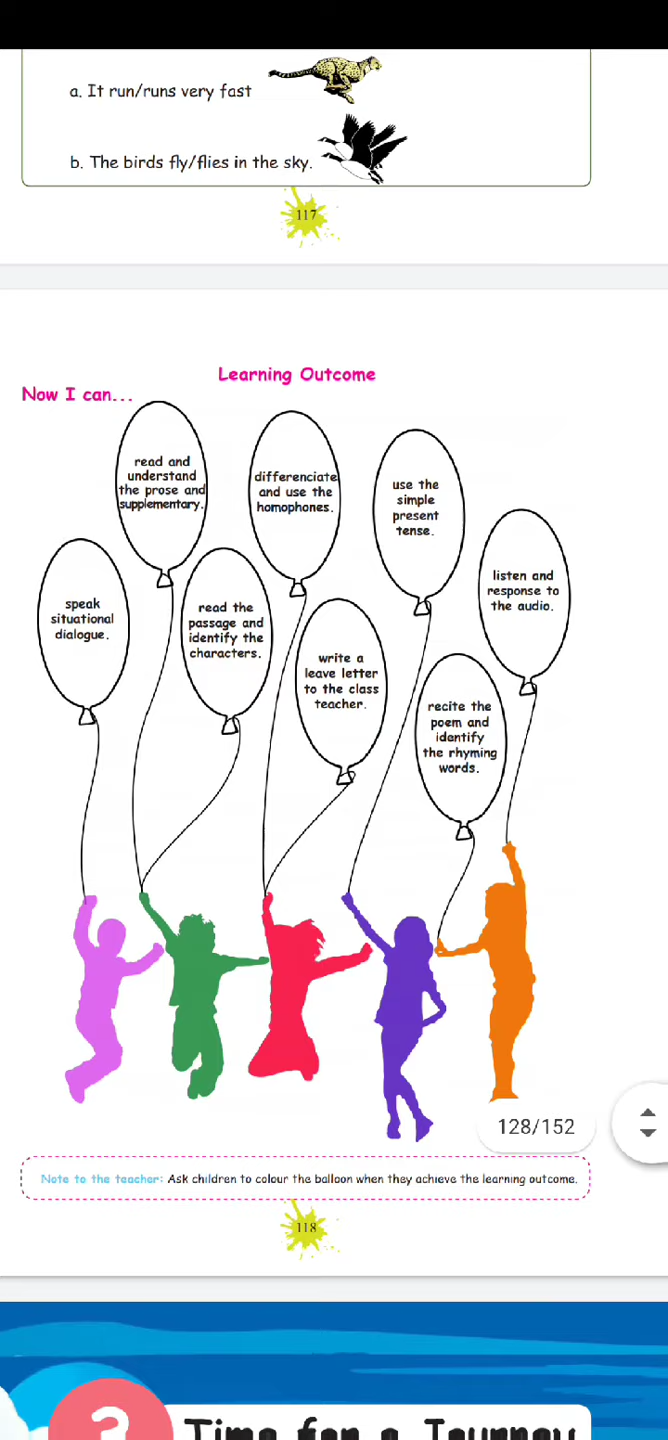 a. It run/runs very fast
b. The birds fly/flies in the sky.
117
Learning Outcome
Now I can...
read and
understand
the prose and
supplementary.
differenciate
and use the
homophones.
use the
simple
present
tense.
listen and
response to
the audio.
speak
situational
dialogue.
read the
passage and
identify the
characters.
write a
leave letter
to the class
teacher.
recite the
poem and
identify
the rhyming
words.
128/152
Note to the teacher: Ask children to colour the balloon when they achieve the learning outcome.
118
Time for a Journey